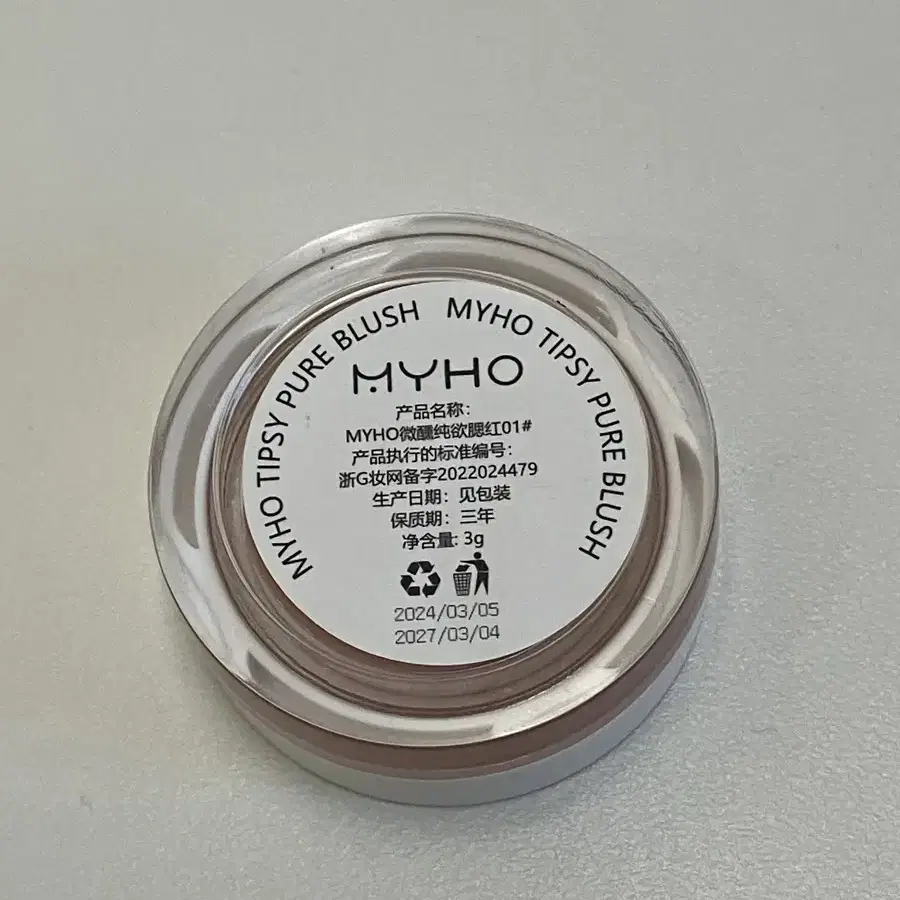 MYHO TIPSY PURE BLUSH MYHO TIPSY PURE BLUSH
MYHO
产品名称:
MYHO微醺纯欲腮红01#
产品执行的标准编号:
浙G妆网备字2022024479
生产日期: 见包装
保质期: 三年
净含量: 3g
2024/03/05
2027/03/04